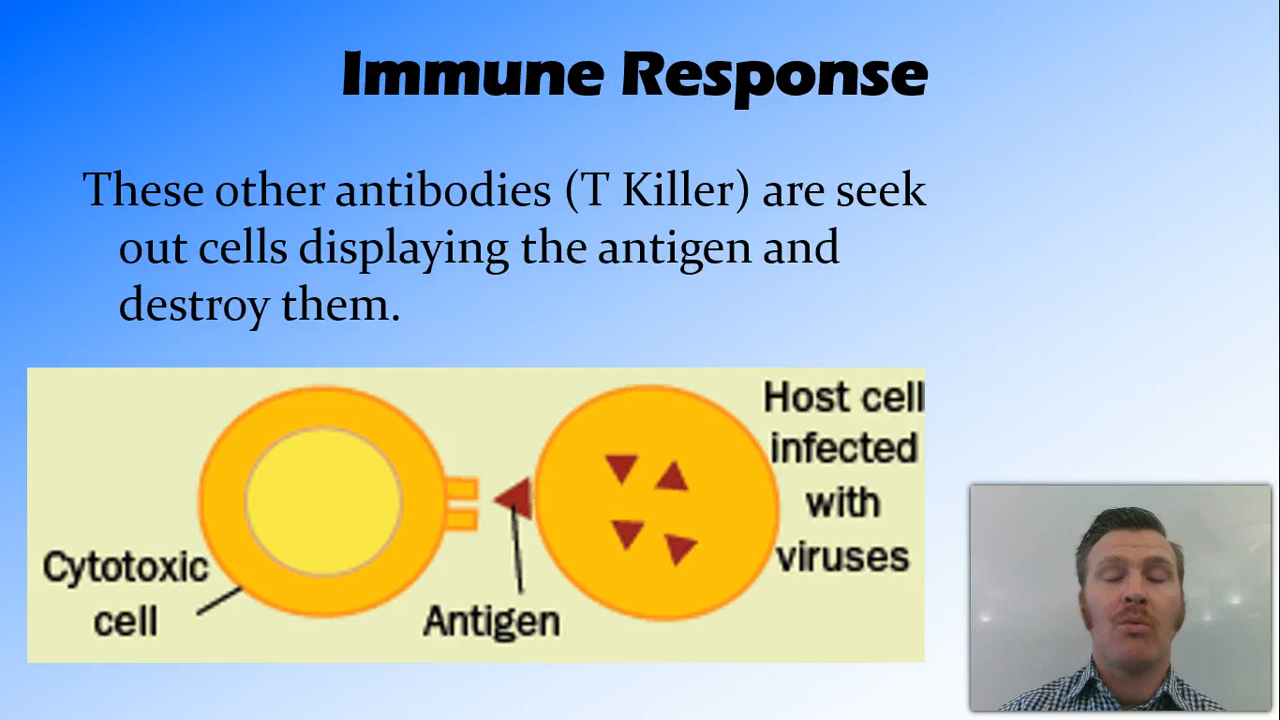 Immune Response
These other antibodies (T Killer) are seek
out cells displaying the antigen and
destroy them.
Host cell
infected
with
viruses
Cytotoxic
cell
Antigen